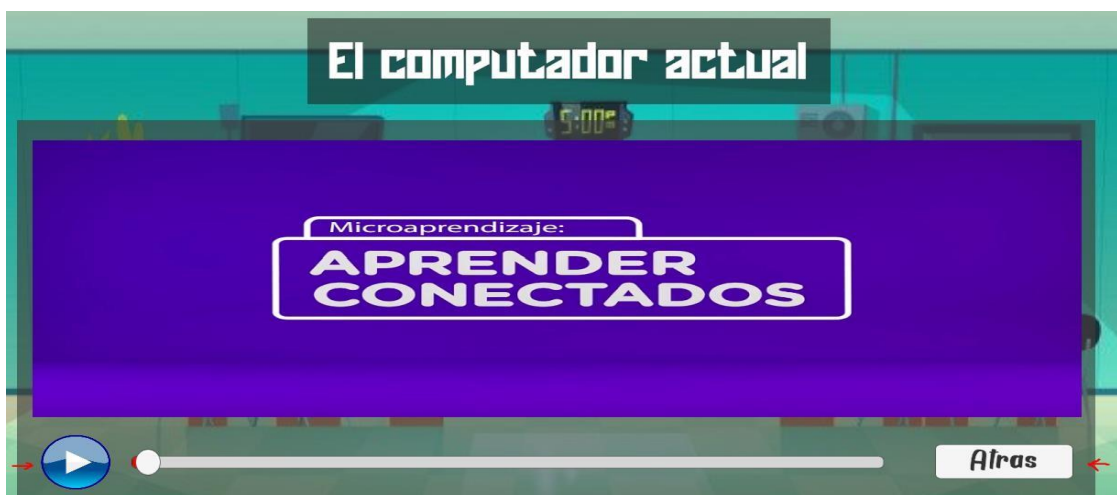 El computador actual
5:00
Microaprendizaje:
APRENDER
CONECTADOS
Atras